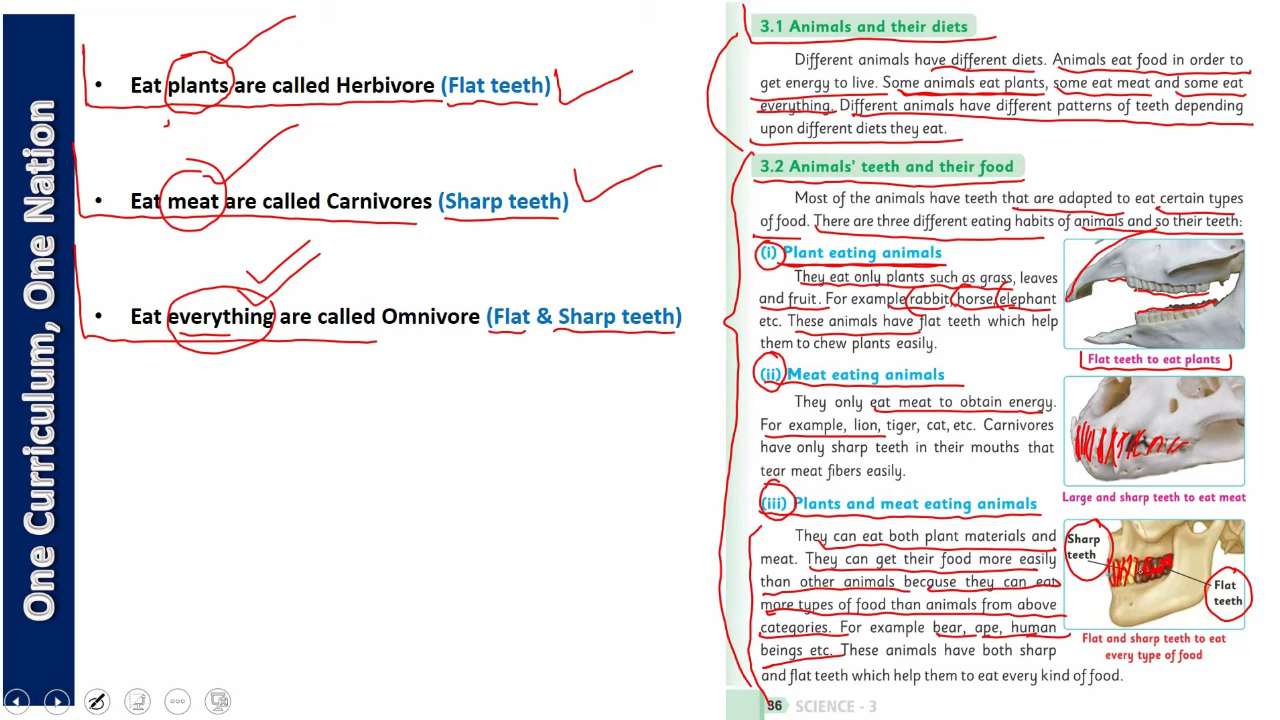 One Curriculum, One Nation
• Eat plants are called Herbivore (Flat teeth)
• Eat meat are called Carnivores (Sharp teeth)
• Eat everything are called Omnivore (Flat & Sharp teeth)
3.1 Animals and their diets
Different animals have different diets. Animals eat food in order to
get energy to live. Some animals eat plants, some eat meat and some eat
everything. Different animals have different patterns of teeth depending
upon different diets they eat.
3.2 Animals' teeth and their food
Most of the animals have teeth that are adapted to eat certain types
of food. There are three different eating habits of animals and so their teeth:
(i) Plant eating animals
They eat only plants such as grass, leaves
and fruit. For example rabbit, horse, elephant
etc. These animals have flat teeth which help
them to chew plants easily.
Flat teeth to eat plants
(ii) Meat eating animals
They only eat meat to obtain energy.
For example, lion, tiger, cat, etc. Carnivores
have only sharp teeth in their mouths that
tear meat fibers easily.
Large and sharp teeth to eat meat
(iii) Plants and meat eating animals
They can eat both plant materials and
meat. They can get their food more easily
than other animals because they can eat
more types of food than animals from above
categories. For example bear, ape, human
beings etc. These animals have both sharp
and flat teeth which help them to eat every kind of food.
Sharp
teeth
Flat
teeth
Flat and sharp teeth to eat
every type of food
36 SCIENCE - 3